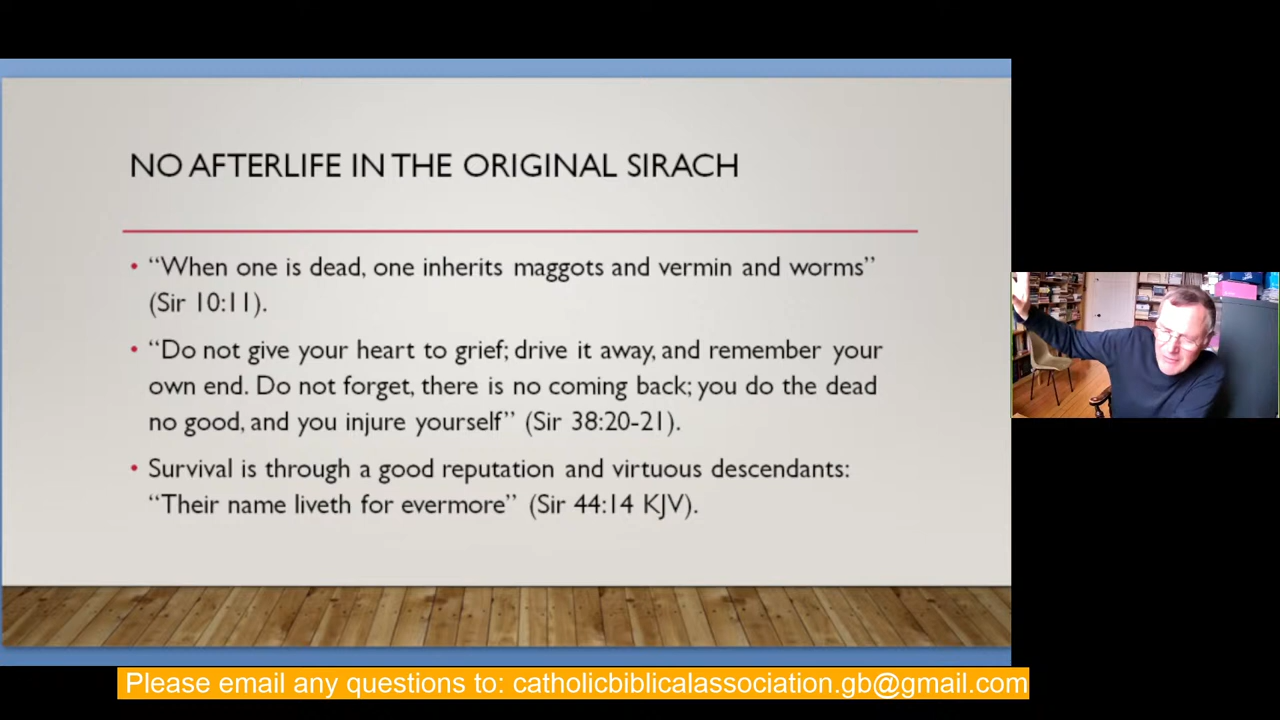 NO AFTERLIFE IN THE ORIGINAL SIRACH
• “When one is dead, one inherits maggots and vermin and worms”
(Sir 10:11).
• “Do not give your heart to grief; drive it away, and remember your
own end. Do not forget, there is no coming back; you do the dead
no good, and you injure yourself” (Sir 38:20-21).
• Survival is through a good reputation and virtuous descendants:
“Their name liveth for evermore” (Sir 44:14 KJV).
Please email any questions to: catholicbiblicalassociation.gb@gmail.com